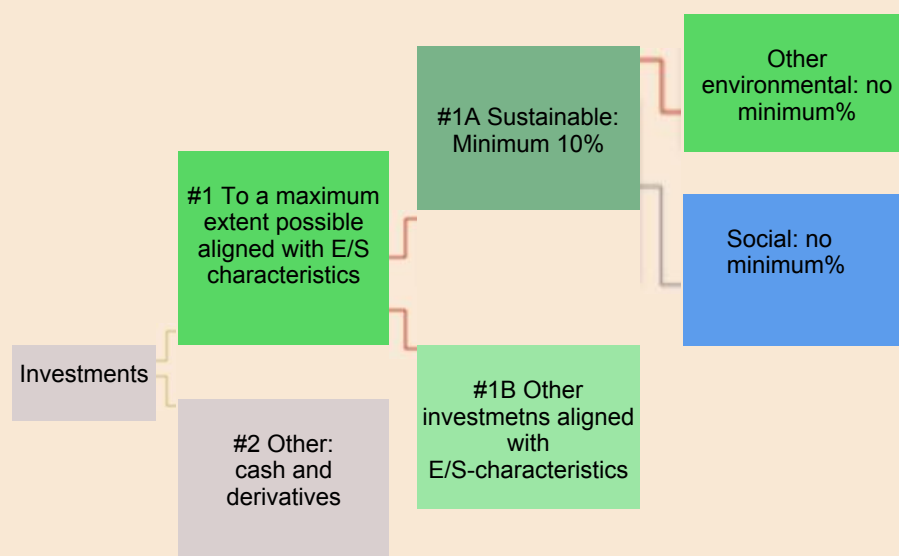 Investments
#1 To a maximum
extent possible
aligned with E/S
characteristics
#2 Other:
cash and
derivatives
#1A Sustainable:
Minimum 10%
#1B Other
investmetns aligned
with
E/S-characteristics
Other
environmental: no
minimum%
Social: no
minimum%